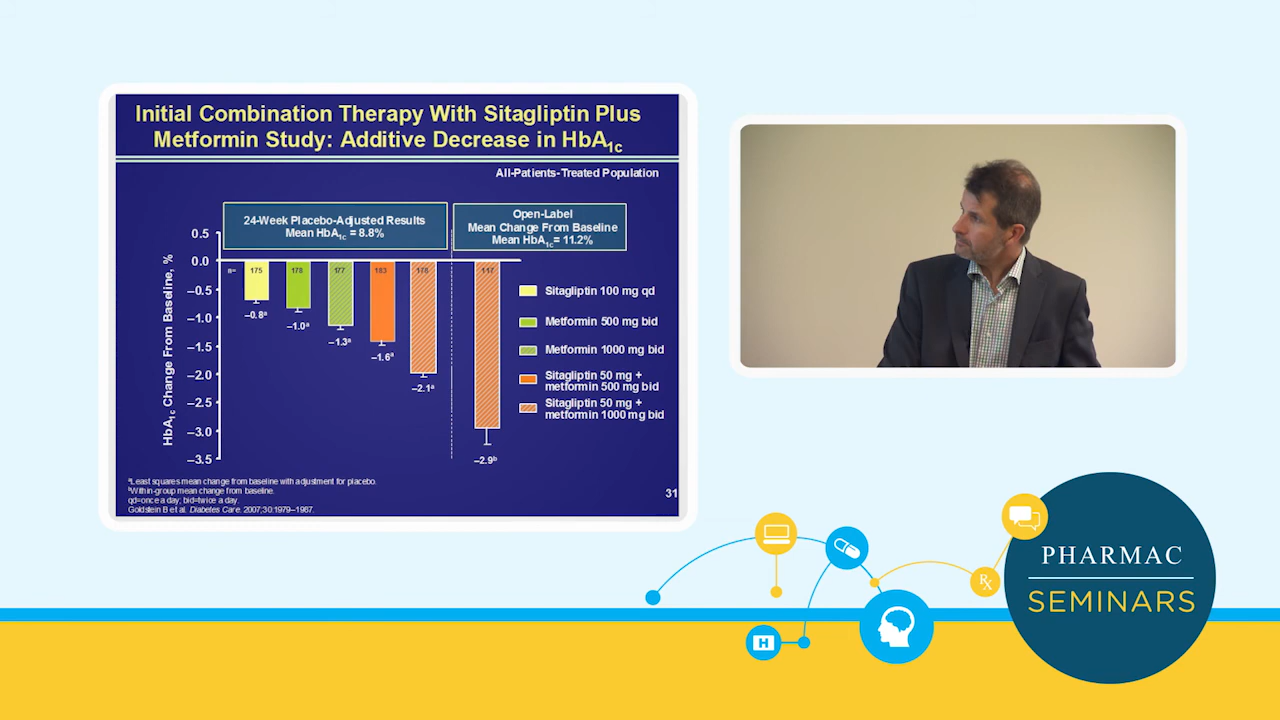 Initial Combination Therapy With Sitagliptin Plus
Metformin Study: Additive Decrease in HbA1c
All-Patients-Treated Population
24-Week Placebo-Adjusted Results
Mean HbA1c = 8.8%
Open-Label
Mean Change From Baseline
Mean HbA1c = 11.2%
HbA1c Change From Baseline, %
0.5
0.0
–0.5
–1.0
–1.5
–2.0
–2.5
–3.0
–3.5
n=
175
178
177
183
178
117
–0.8a
–1.0a
–1.3a
–1.6a
–2.1a
–2.9b
Sitagliptin 100 mg qd
Metformin 500 mg bid
Metformin 1000 mg bid
Sitagliptin 50 mg +
metformin 500 mg bid
Sitagliptin 50 mg +
metformin 1000 mg bid
aLeast squares mean change from baseline with adjustment for placebo.
bWithin-group mean change from baseline.
qd=once a day; bid=twice a day.
Goldstein B et al. Diabetes Care. 2007;30:1979–1987.
31
H
Rx
PHARMAC
SEMINARS